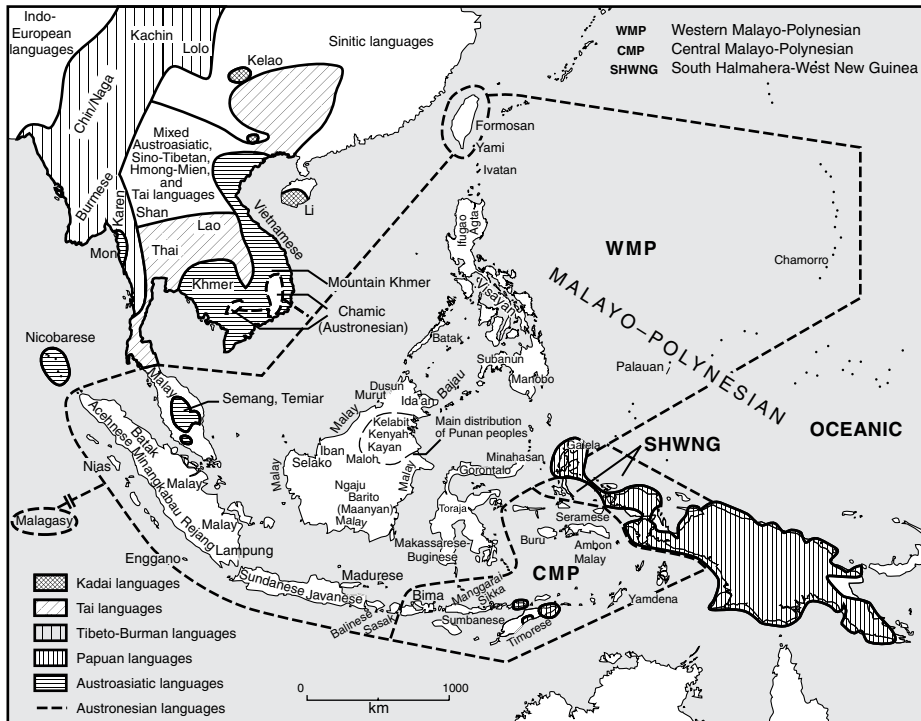 Indo-
European
languages
Kachin
Lolo
Sinitic languages
WMP Western Malayo-Polynesian
CMP Central Malayo-Polynesian
SHWNG South Halmahera-West New Guinea
Kelao
Chin/Naga
Mixed
Austroasiatic,
Sino-Tibetan,
Hmong-Mien,
and
Tai languages
Formosan
Yami
Ivatan
Burmese
Karen
Shan
Li
Lao
Vietnamese
Mon
Thai
Ifugao
Agta
WMP
Chamorro
Khmer
Mountain Khmer
Chamic
(Austronesian)
Visayan
MALAYO–POLYNESIAN
Nicobarese
Batak
Subanun
Manobo
Palauan
Malay
Semang, Temiar
Dusun
Murut
Ida'an
Bajau
Malay
Kelabit
Kenyah
Kayan
Main distribution
of Punan peoples
OCEANIC
Acehnese
Batak
Minangkabau
Rejang
Nias
Malay
Iban
Selako
Maloh
Malay
Malay
Minahasan
Gorontalo
Galela
SHWNG
Malagasy
Malay
Ngaju
Barito
(Maanyan)
Malay
Toraja
Seramese
Buru
Ambon
Malay
Makassarese-
Buginese
Enggano
Lampung
Sundanese
Javanese
Madurese
CMP
Bima
Manggarai
Sikka
Yamdena
Balinese
Sasak
Sumbanese
Timorese
Kadai languages
Tai languages
Tibeto-Burman languages
Papuan languages
Austroasiatic languages
Austronesian languages
0 1000
km